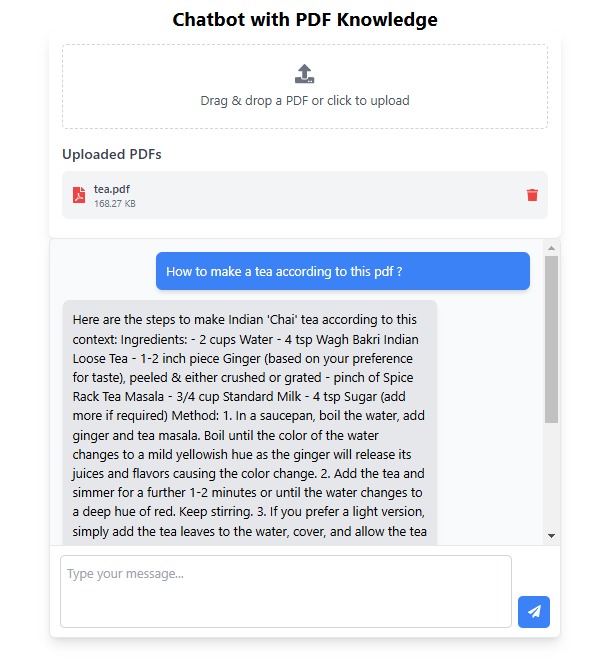 Chatbot with PDF Knowledge
Drag & drop a PDF or click to upload
Uploaded PDFs
tea.pdf
168.27 KB
How to make a tea according to this pdf ?
Here are the steps to make Indian 'Chai' tea according to this
context: Ingredients: - 2 cups Water - 4 tsp Wagh Bakri Indian
Loose Tea - 1-2 inch piece Ginger (based on your preference
for taste), peeled & either crushed or grated - pinch of Spice
Rack Tea Masala - 3/4 cup Standard Milk - 4 tsp Sugar (add
more if required) Method: 1. In a saucepan, boil the water, add
ginger and tea masala. Boil until the color of the water
changes to a mild yellowish hue as the ginger will release its
juices and flavors causing the color change. 2. Add the tea and
simmer for a further 1-2 minutes or until the water changes to
a deep hue of red. Keep stirring. 3. If you prefer a light version,
simply add the tea leaves to the water, cover, and allow the tea
Type your message...